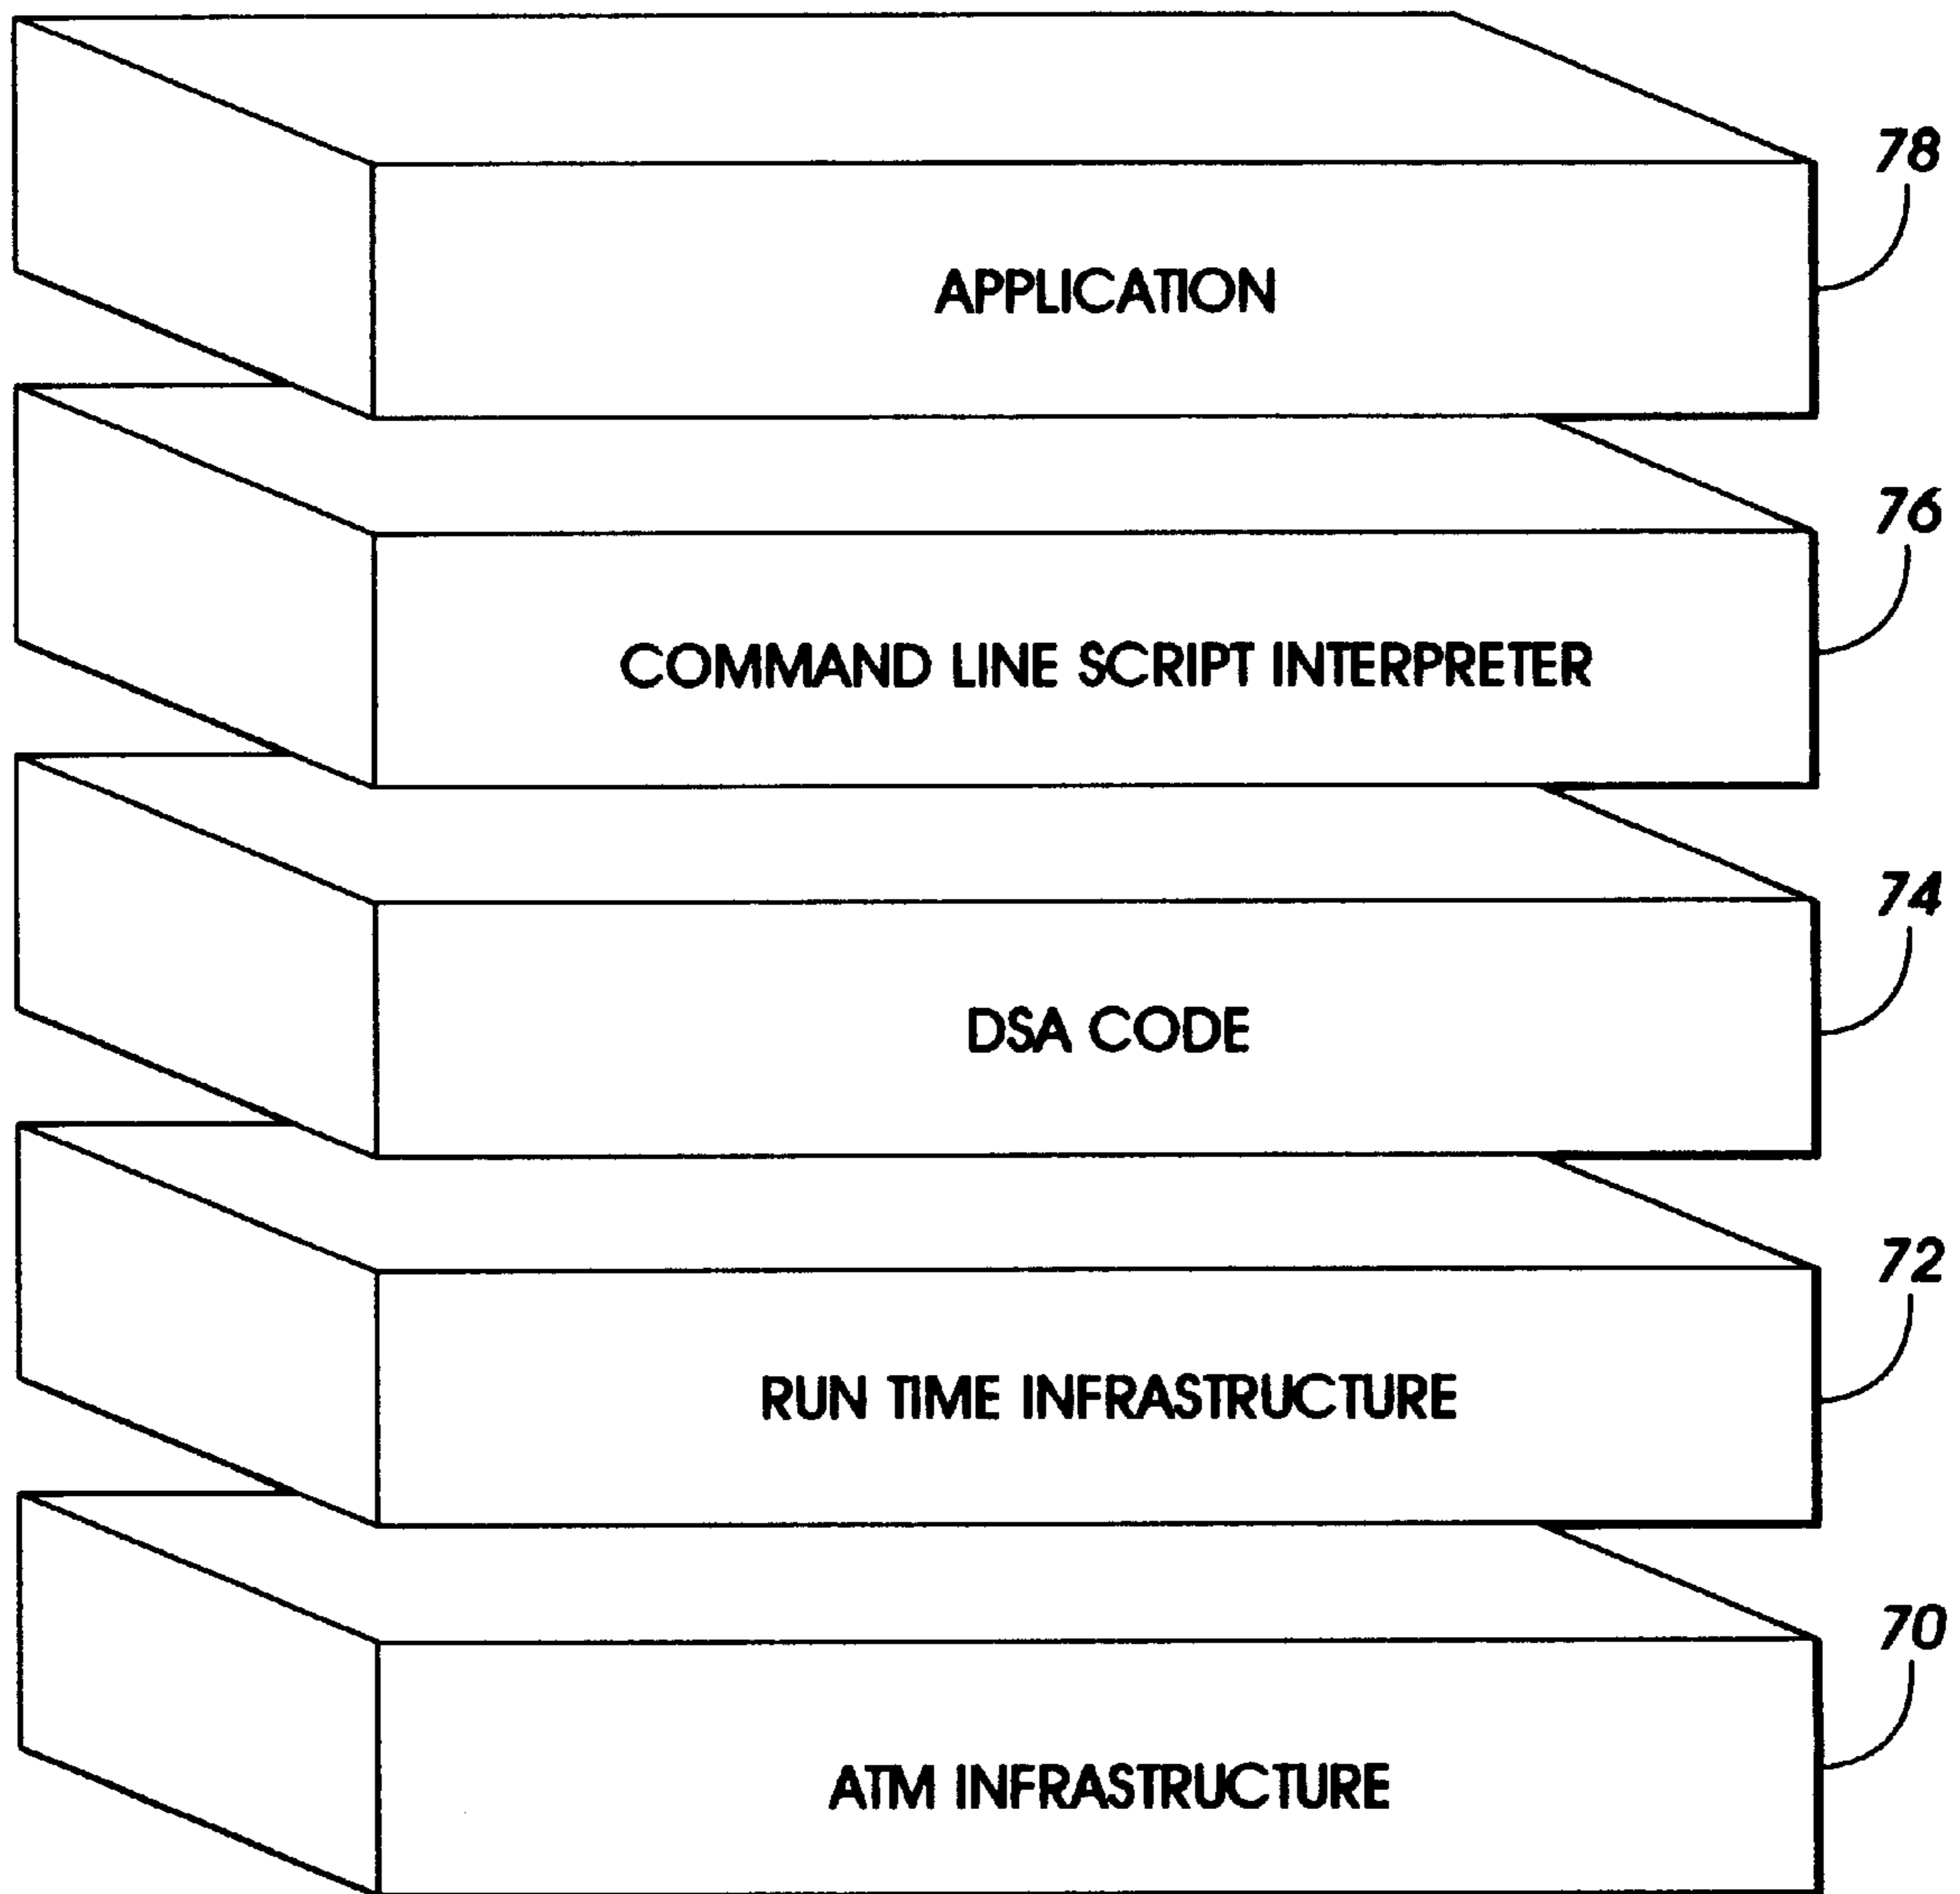 78
APPLICATION
76
COMMAND LINE SCRIPT INTERPRETER
74
DSA CODE
72
RUN TIME INFRASTRUCTURE
70
ATM INFRASTRUCTURE